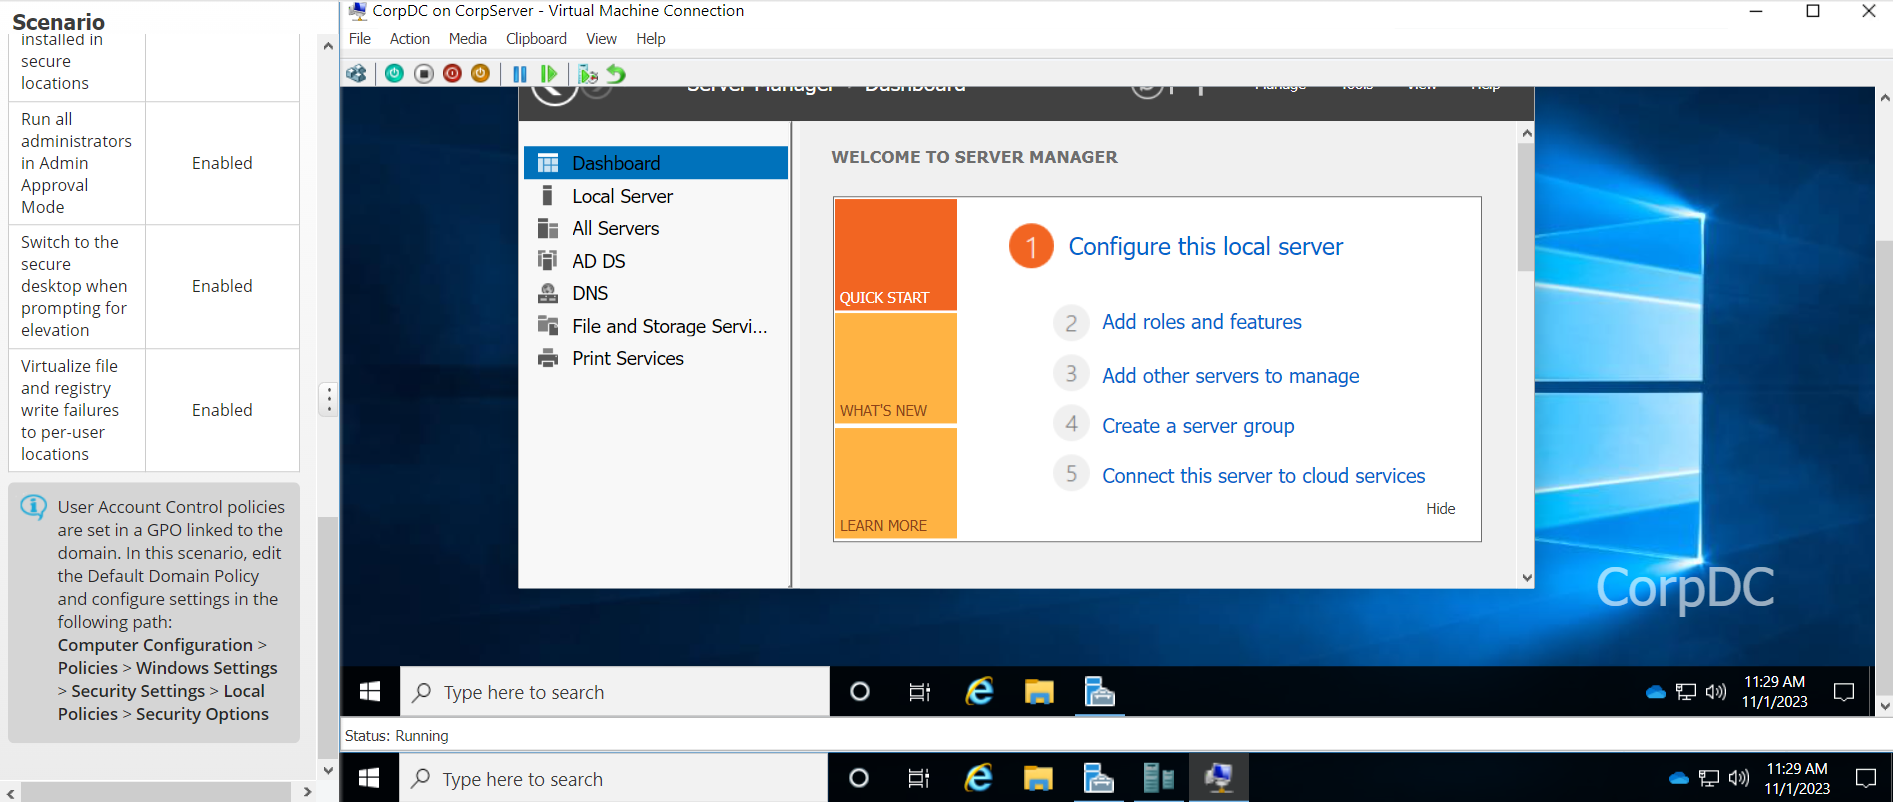 Scenario
installed in
secure
locations
Run all
administrators
in Admin
Approval
Mode
Enabled
Switch to the
secure
desktop when
prompting for
elevation
Enabled
Virtualize file
and registry
write failures
to per-user
locations
Enabled
User Account Control policies
are set in a GPO linked to the
domain. In this scenario, edit
the Default Domain Policy
and configure settings in the
following path:
Computer Configuration >
Policies > Windows Settings
> Security Settings > Local
Policies > Security Options
CorpDC on CorpServer - Virtual Machine Connection
File Action Media Clipboard View Help
Server Manager Dashboard
Manage Tools View Help
Dashboard
Local Server
All Servers
AD DS
DNS
File and Storage Servi...
Print Services
WELCOME TO SERVER MANAGER
QUICK START
WHAT'S NEW
LEARN MORE
1 Configure this local server
2 Add roles and features
3 Add other servers to manage
4 Create a server group
5 Connect this server to cloud services
Hide
CorpDC
Type here to search
11:29 AM
11/1/2023
Status: Running
Type here to search
11:29 AM
11/1/2023